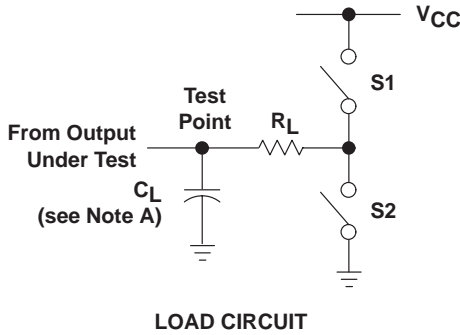 VCC
S1
Test
Point
RL
From Output
Under Test
CL
(see Note A)
S2
LOAD CIRCUIT